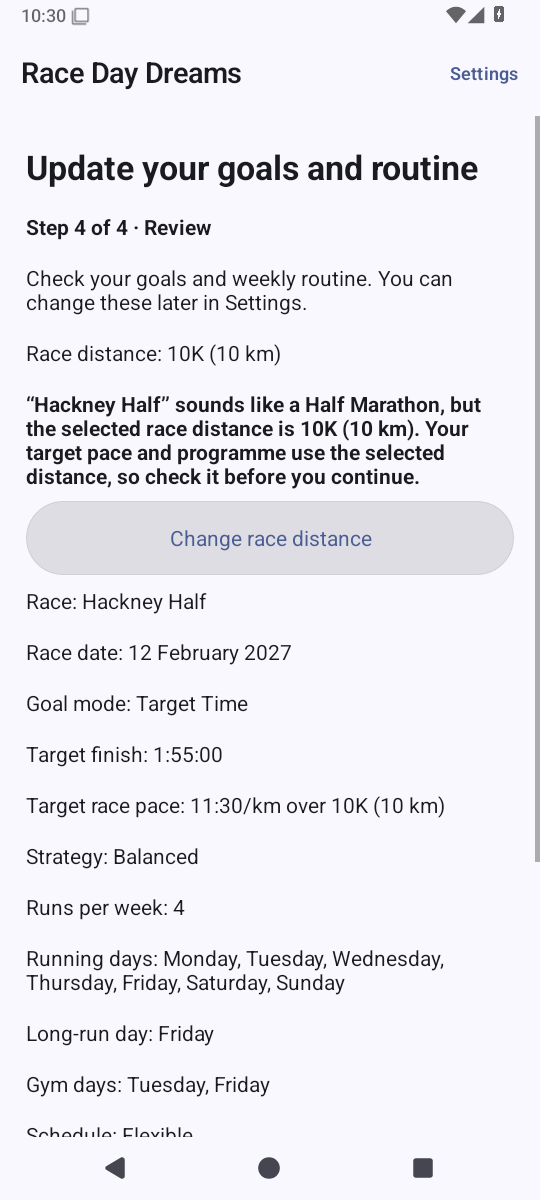 10:30
Race Day Dreams
Settings
Update your goals and routine
Step 4 of 4 · Review
Check your goals and weekly routine. You can
change these later in Settings.
Race distance: 10K (10 km)
“Hackney Half” sounds like a Half Marathon, but
the selected race distance is 10K (10 km). Your
target pace and programme use the selected
distance, so check it before you continue.
Change race distance
Race: Hackney Half
Race date: 12 February 2027
Goal mode: Target Time
Target finish: 1:55:00
Target race pace: 11:30/km over 10K (10 km)
Strategy: Balanced
Runs per week: 4
Running days: Monday, Tuesday, Wednesday,
Thursday, Friday, Saturday, Sunday
Long-run day: Friday
Gym days: Tuesday, Friday
Schedule: Flexible